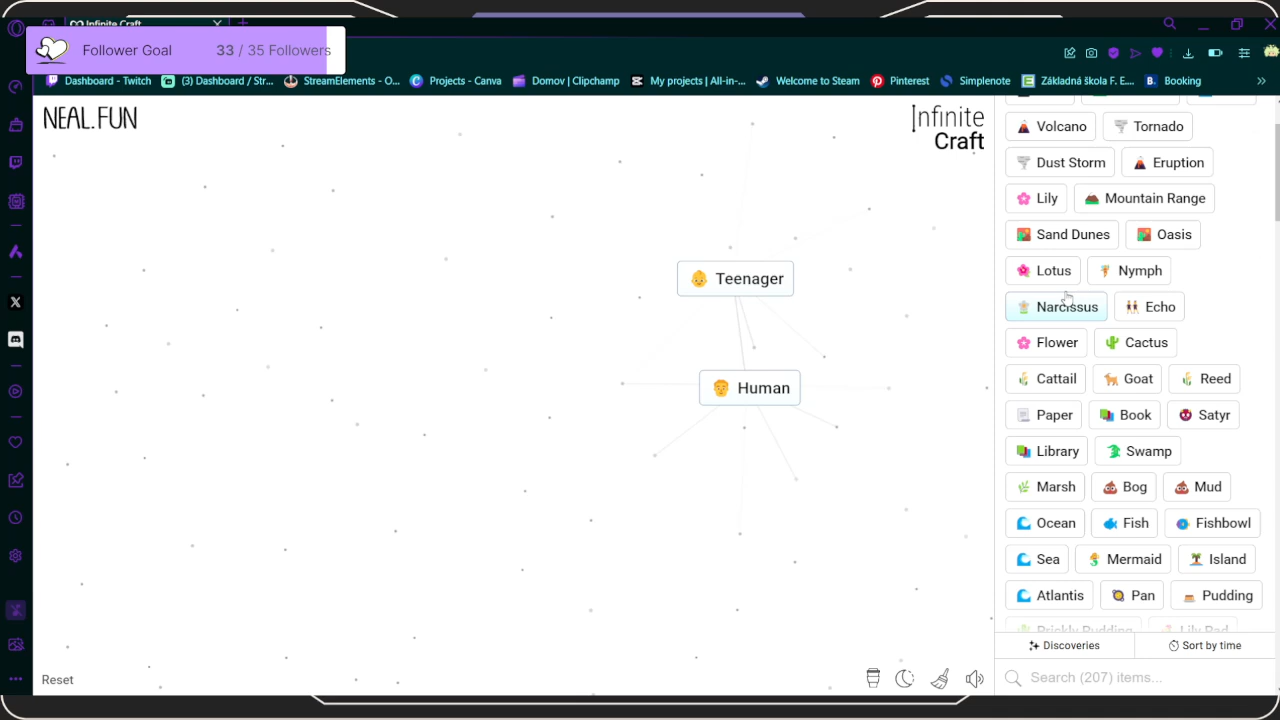 Infinite Craft
Follower Goal 33 / 35 Followers
Dashboard - Twitch (3) Dashboard / Str... StreamElements - O... Projects - Canva Domov | Clipchamp My projects | All-in-... Welcome to Steam Pinterest Simplenote Základná škola F. E... B. Booking
NEAL.FUN
Infinite
Craft
Volcano Tornado
Dust Storm Eruption
Lily Mountain Range
Sand Dunes Oasis
Lotus Nymph
Teenager
Narcissus Echo
Flower Cactus
Cattail Goat Reed
Human
Paper Book Satyr
Library Swamp
Marsh Bog Mud
Ocean Fish Fishbowl
Sea Mermaid Island
Atlantis Pan Pudding
Prickly Pudding Lily Pad
Discoveries Sort by time
Reset
Search (207) items...